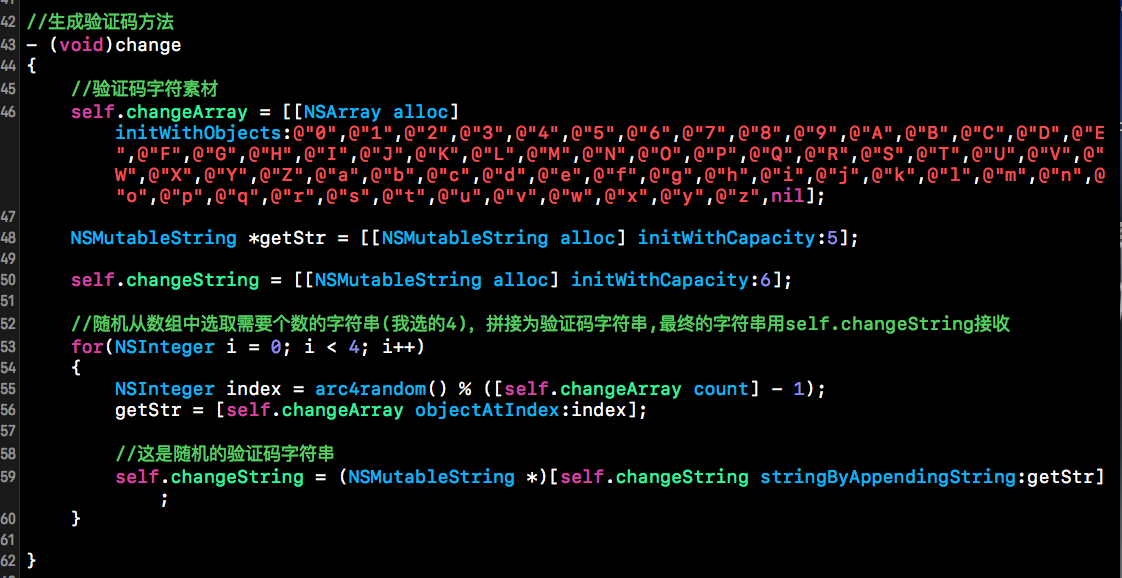 42 //生成验证码方法
43 - (void)change
44 {
45 //验证码字符素材
46 self.changeArray = [[NSArray alloc]
initWithObjects:@"0",@"1",@"2",@"3",@"4",@"5",@"6",@"7",@"8",@"9",@"A",@"B",@"C",@"D",@"E
",@"F",@"G",@"H",@"I",@"J",@"K",@"L",@"M",@"N",@"O",@"P",@"Q",@"R",@"S",@"T",@"U",@"V",@"
W",@"X",@"Y",@"Z",@"a",@"b",@"c",@"d",@"e",@"f",@"g",@"h",@"i",@"j",@"k",@"l",@"m",@"n",@
"o",@"p",@"q",@"r",@"s",@"t",@"u",@"v",@"w",@"x",@"y",@"z",nil];
47
48 NSMutableString *getStr = [[NSMutableString alloc] initWithCapacity:5];
49
50 self.changeString = [[NSMutableString alloc] initWithCapacity:6];
51
52 //随机从数组中选取需要个数的字符串(我选的4)，拼接为验证码字符串,最终的字符串用self.changeString接收
53 for(NSInteger i = 0; i < 4; i++)
54 {
55 NSInteger index = arc4random() % ([self.changeArray count] - 1);
56 getStr = [self.changeArray objectAtIndex:index];
57
58 //这是随机的验证码字符串
59 self.changeString = (NSMutableString *)[self.changeString stringByAppendingString:getStr]
;
60 }
61
62 }